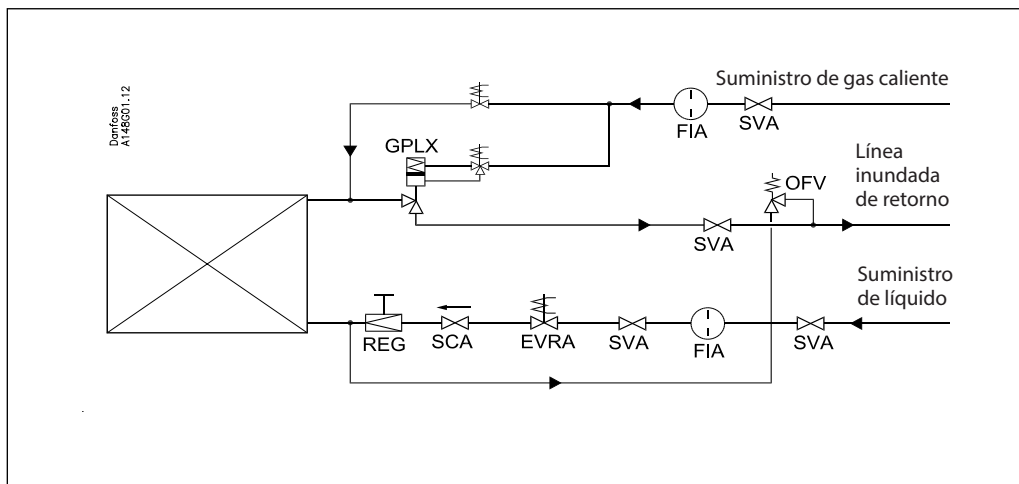 Danfoss
A148G01.12
Suministro de gas caliente
FIA
SVA
GPLX
Línea
inundada
de retorno
OFV
SVA
Suministro
de líquido
REG
SCA
EVRA
SVA
FIA
SVA